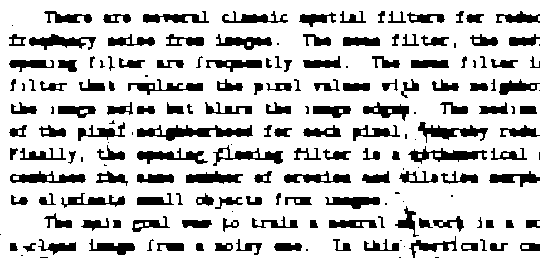 There are several classic spatial filters for reduc
frequency noise from images. The mean filter, the med
opening filter are frequently used. The mean filter i
filter that replaces the pixel values with the neighbor
the image noise but blurs the image edges. The median
of the pixel neighborhood for each pixel, thereby redu
Finally, the opening closing filter is a mathematical
combines the same number of erosion and dilation morph
to eliminate small objects from images.
The main goal was to train a neural network in a
a clean image from a noisy one. In this particular ca